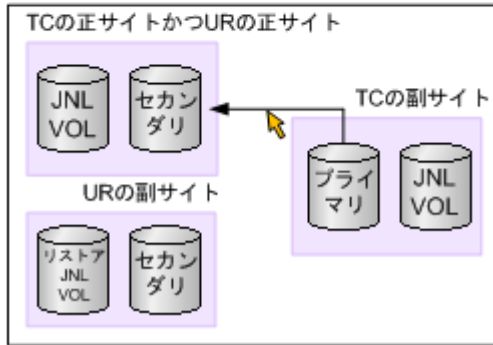 TCの正サイトかつURの正サイト
JNL
VOL
セカン
ダリ
TCの副サイト
プライ
マリ
JNL
VOL
URの副サイト
リストア
JNL
VOL
セカン
ダリ